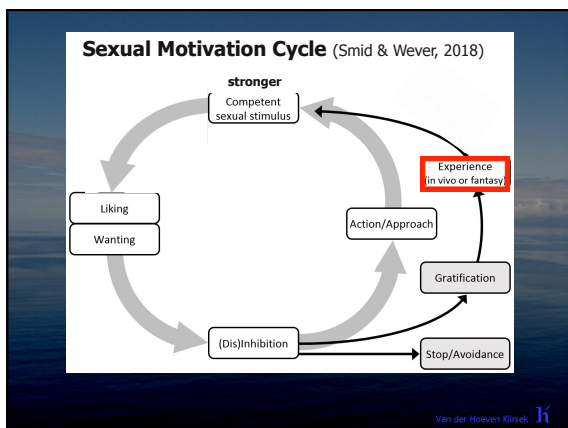 Sexual Motivation Cycle (Smid & Wever, 2018)
stronger
Competent
sexual stimulus
Experience
(in vivo or fantasy)
Liking
Wanting
Action/Approach
Gratification
(Dis)Inhibition
Stop/Avoidance
Van der Hoeven Kliniek